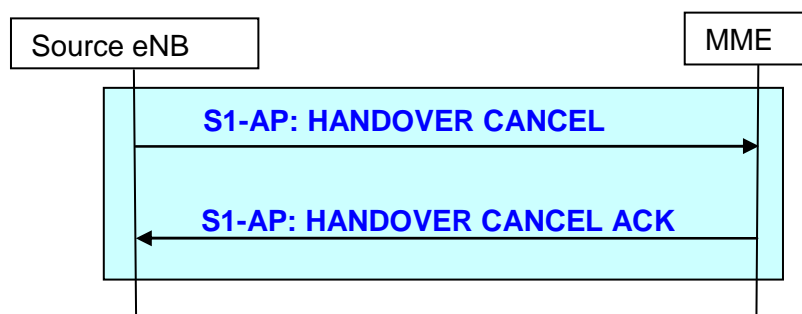 Source eNB
MME
S1-AP: HANDOVER CANCEL
S1-AP: HANDOVER CANCEL ACK